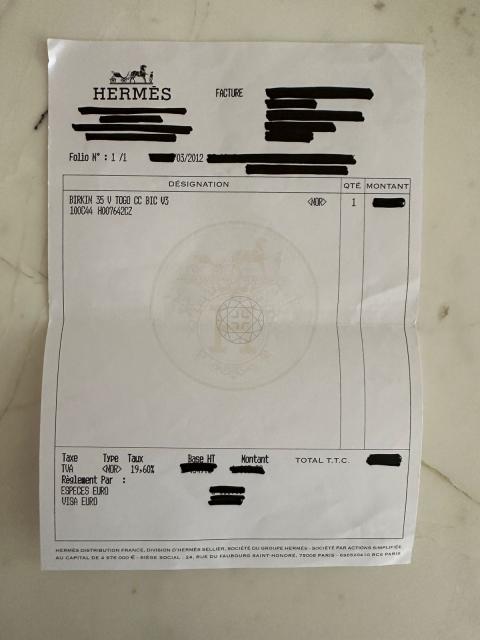 HERMÈS
FACTURE
Folio N° : 1 /1 03/2012
DÉSIGNATION QTÉ MONTANT
BIRKIN 35 V TOGO CC BIC V3 <NOR> 1
100C44 H007642CZ
Taxe Type Taux Base HT Montant TOTAL T.T.C.
TVA <NOR> 19,60%
Règlement Par :
ESPECES EURO
VISA EURO
HERMÈS DISTRIBUTION FRANCE, DIVISION D'HERMÈS SELLIER, SOCIÉTÉ DU GROUPE HERMÈS - SOCIÉTÉ PAR ACTIONS SIMPLIFIÉE
AU CAPITAL DE 4 576 000 € - SIÈGE SOCIAL : 24, RUE DU FAUBOURG SAINT-HONORÉ, 75008 PARIS - RCS PARIS